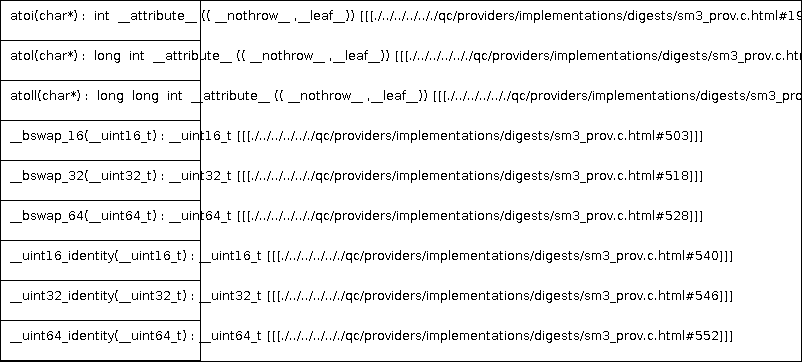 atoi(char*) : int __attribute__ (( __nothrow__ ,__leaf__)) [[[./../../../../qc/providers/implementations/digests/sm3_prov.c.html#19
atol(char*) : long int __attribute__ (( __nothrow__ ,__leaf__)) [[[./../../../../qc/providers/implementations/digests/sm3_prov.c.htm
atoll(char*) : long long int __attribute__ (( __nothrow__ ,__leaf__)) [[[./../../../../qc/providers/implementations/digests/sm3_pro
__bswap_16(__uint16_t) : __uint16_t [[[./../../../../qc/providers/implementations/digests/sm3_prov.c.html#503]]]
__bswap_32(__uint32_t) : __uint32_t [[[./../../../../qc/providers/implementations/digests/sm3_prov.c.html#518]]]
__bswap_64(__uint64_t) : __uint64_t [[[./../../../../qc/providers/implementations/digests/sm3_prov.c.html#528]]]
__uint16_identity(__uint16_t) : __uint16_t [[[./../../../../qc/providers/implementations/digests/sm3_prov.c.html#540]]]
__uint32_identity(__uint32_t) : __uint32_t [[[./../../../../qc/providers/implementations/digests/sm3_prov.c.html#546]]]
__uint64_identity(__uint64_t) : __uint64_t [[[./../../../../qc/providers/implementations/digests/sm3_prov.c.html#552]]]